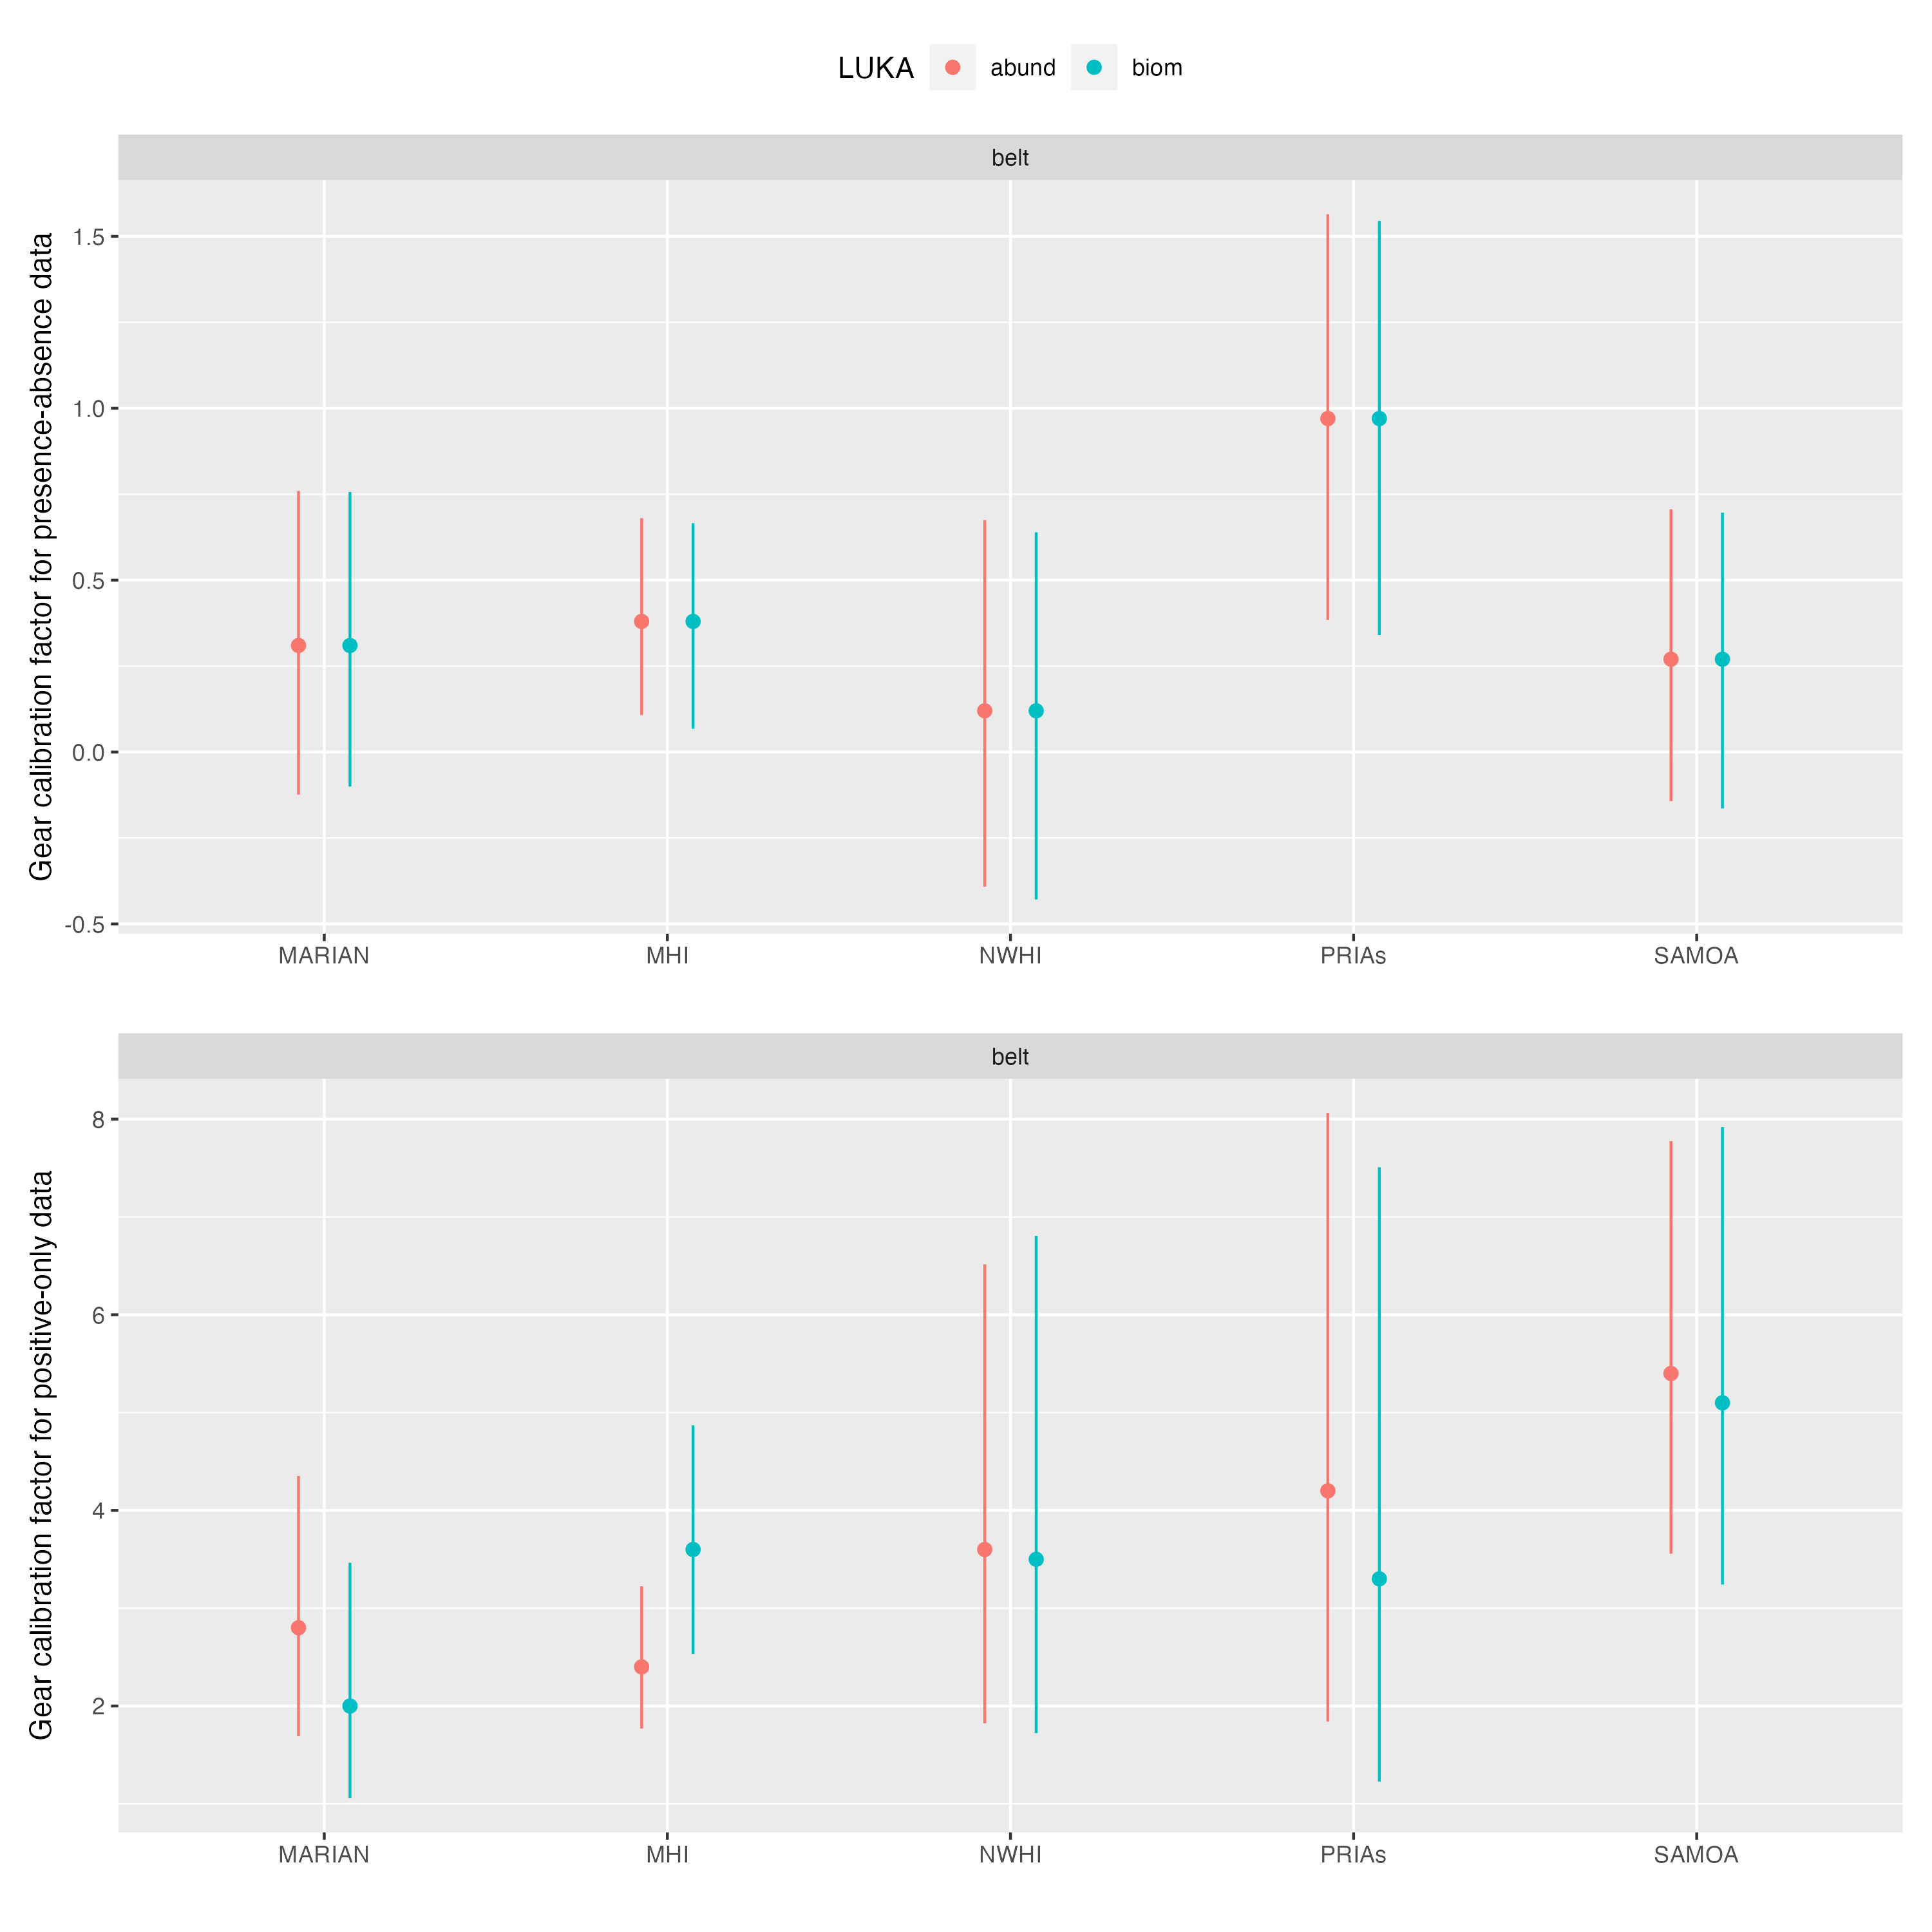 LUKA abund biom
belt
Gear calibration factor for presence-absence data
1.5
1.0
0.5
0.0
-0.5
MARIAN MHI NWHI PRIAs SAMOA
belt
Gear calibration factor for positive-only data
8
6
4
2
MARIAN MHI NWHI PRIAs SAMOA